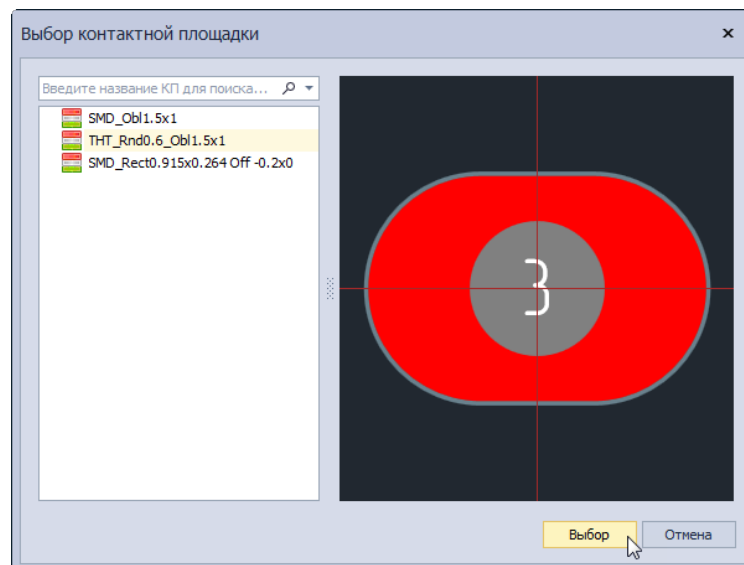 Выбор контактной площадки
Введите название КП для поиска...
SMD_Obl1.5x1
THT_Rnd0.6_Obl1.5x1
SMD_Rect0.915x0.264 Off -0.2x0
3
Выбор
Отмена